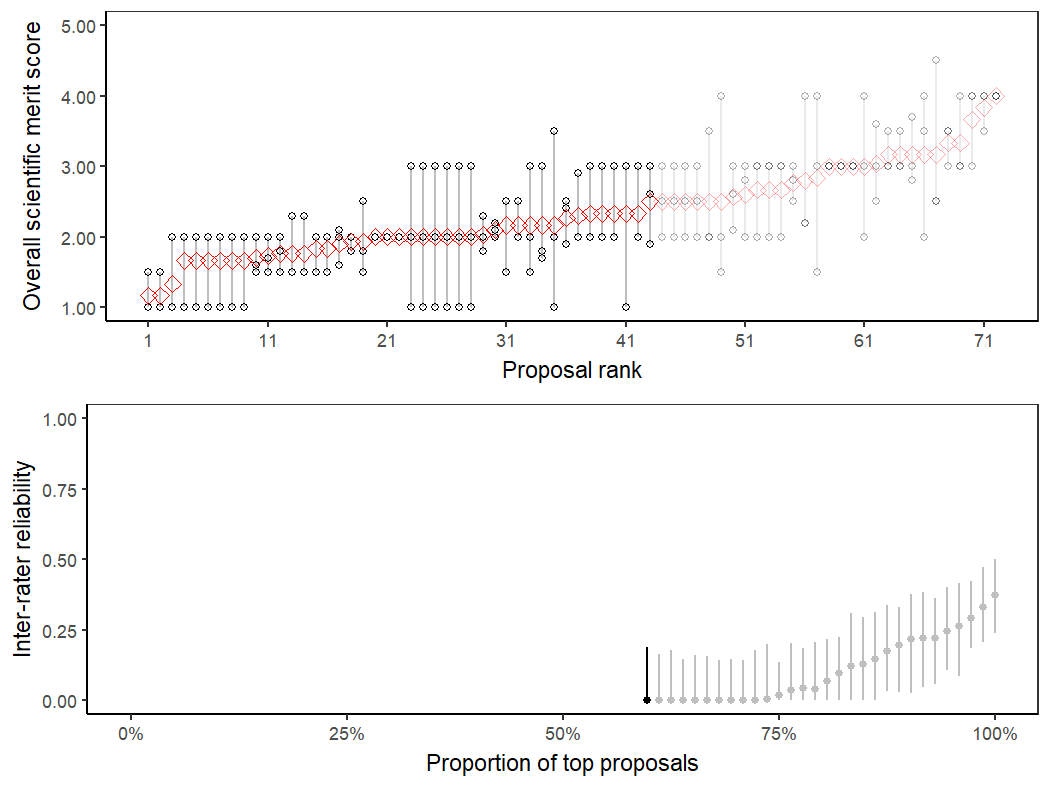 Overall scientific merit score
5.00
4.00
3.00
2.00
1.00
1 11 21 31 41 51 61 71
Proposal rank
Inter-rater reliability
1.00
0.75
0.50
0.25
0.00
0% 25% 50% 75% 100%
Proportion of top proposals